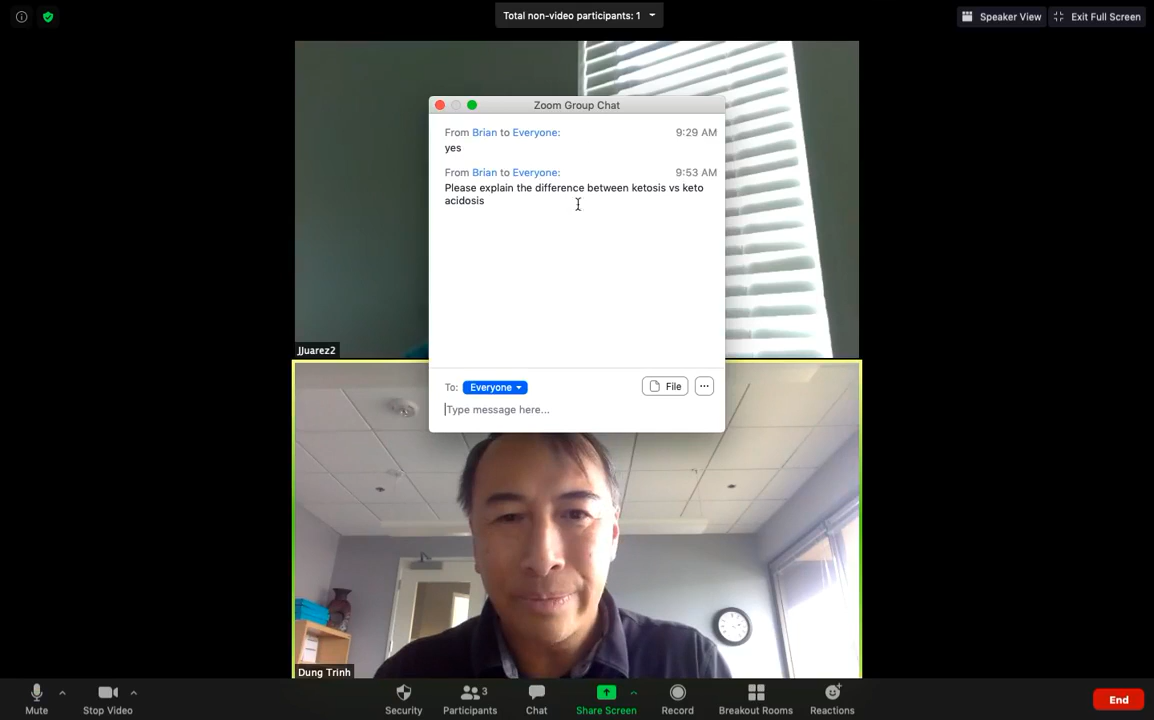 Total non-video participants: 1
Speaker View
Exit Full Screen
Zoom Group Chat
From Brian to Everyone: 9:29 AM
yes
From Brian to Everyone: 9:53 AM
Please explain the difference between ketosis vs keto
acidosis
JJuarez2
To: Everyone
File
Type message here...
Dung Trinh
Mute
Stop Video
Security
Participants 3
Chat
Share Screen
Record
Breakout Rooms
Reactions
End